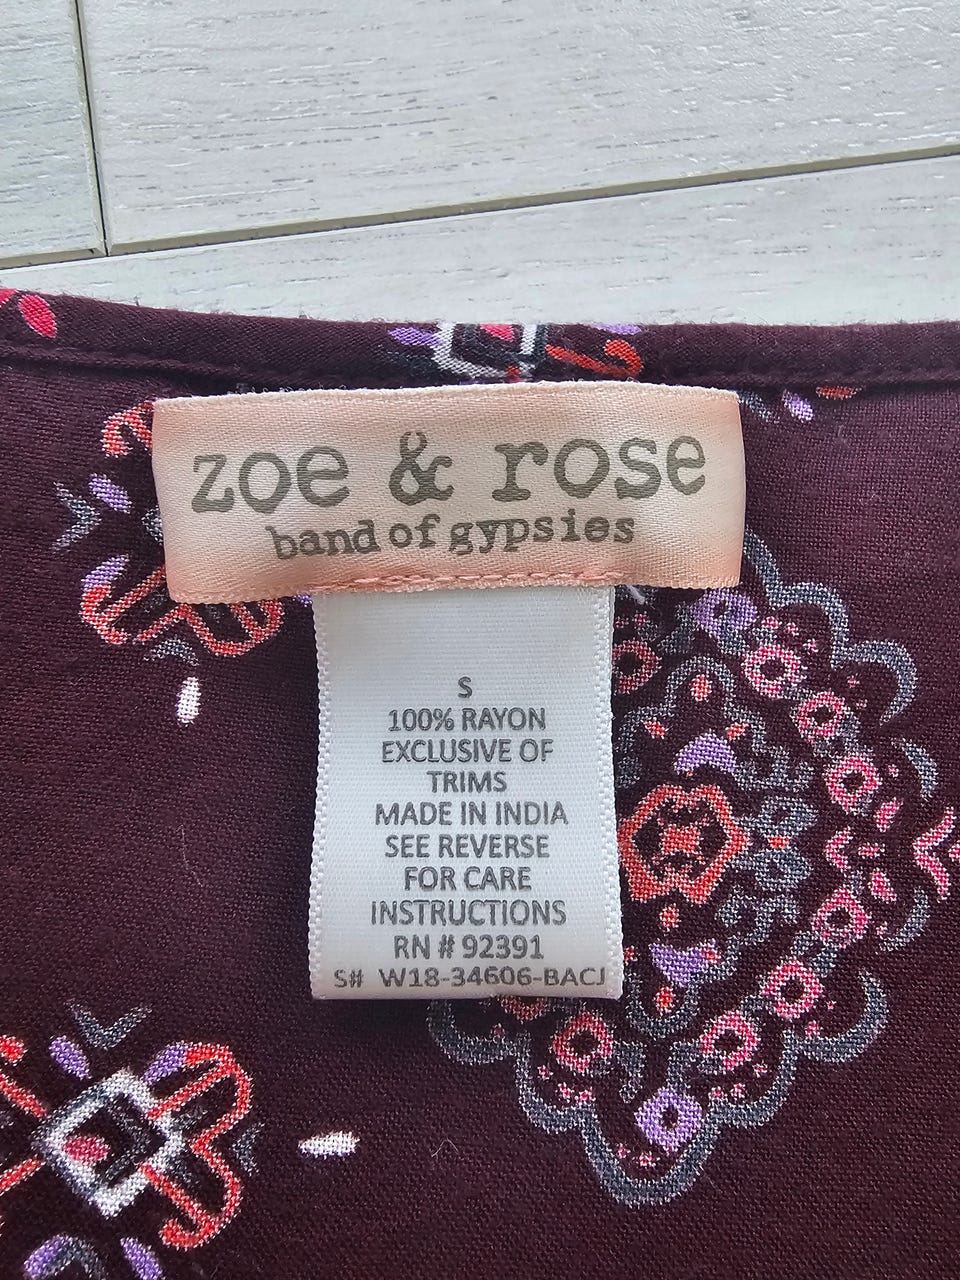 zoe & rose
band of gypsies
S
100% RAYON
EXCLUSIVE OF
TRIMS
MADE IN INDIA
SEE REVERSE
FOR CARE
INSTRUCTIONS
RN # 92391
S# W18-34606-BACJ